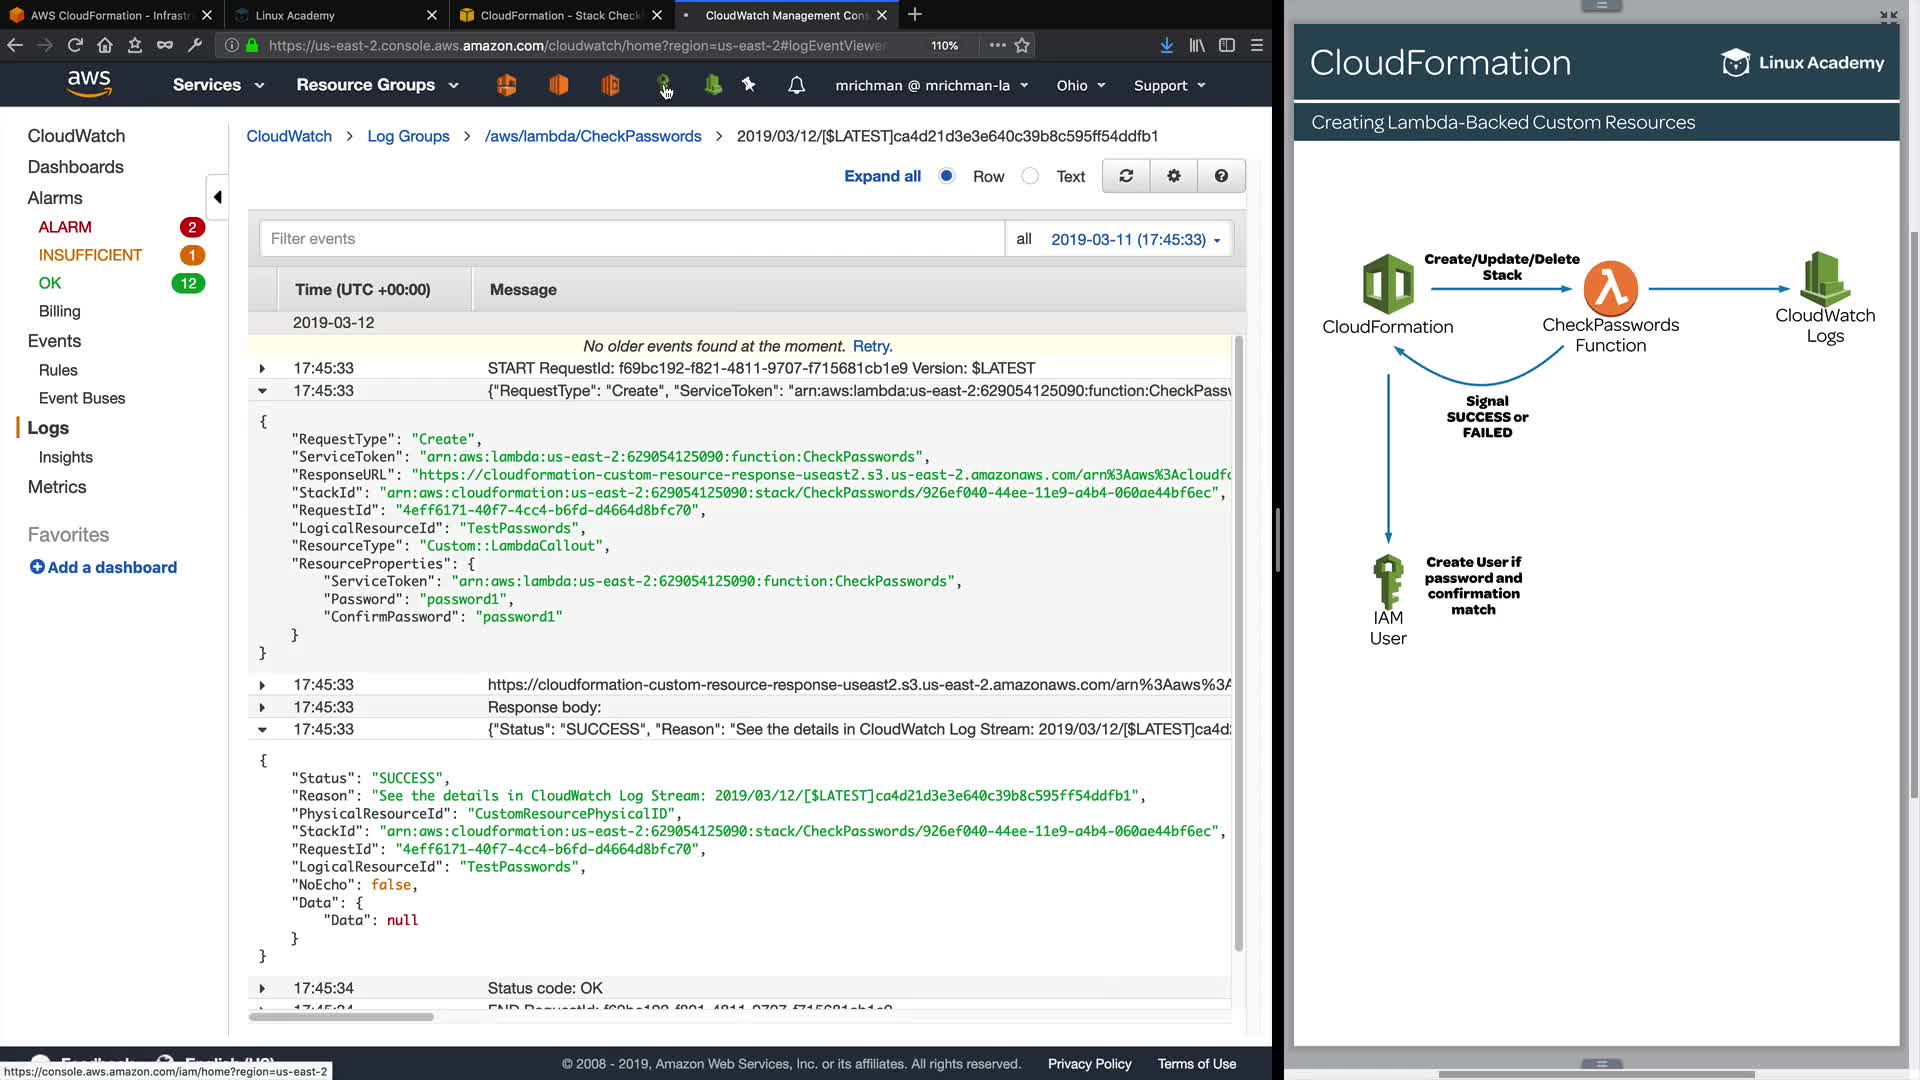 AWS CloudFormation - Infrastr
Linux Academy
CloudFormation - Stack Check
CloudWatch Management Con
https://us-east-2.console.aws.amazon.com/cloudwatch/home?region=us-east-2#logEventViewer
110%
aws
Services
Resource Groups
mrichman @ mrichman-la
Ohio
Support
CloudWatch
Dashboards
Alarms
ALARM 2
INSUFFICIENT 1
OK 12
Billing
Events
Rules
Event Buses
Logs
Insights
Metrics
Favorites
Add a dashboard
CloudWatch > Log Groups > /aws/lambda/CheckPasswords > 2019/03/12/[$LATEST]ca4d21d3e3e640c39b8c595ff54ddfb1
Expand all Row Text
Filter events
all 2019-03-11 (17:45:33)
Time (UTC +00:00) Message
2019-03-12
No older events found at the moment. Retry.
17:45:33 START RequestId: f69bc192-f821-4811-9707-f715681cb1e9 Version: $LATEST
17:45:33 {"RequestType": "Create", "ServiceToken": "arn:aws:lambda:us-east-2:629054125090:function:CheckPassw
{
"RequestType": "Create",
"ServiceToken": "arn:aws:lambda:us-east-2:629054125090:function:CheckPasswords",
"ResponseURL": "https://cloudformation-custom-resource-response-useast2.s3.us-east-2.amazonaws.com/arn%3Aaws%3Acloudfo
"StackId": "arn:aws:cloudformation:us-east-2:629054125090:stack/CheckPasswords/926ef040-44ee-11e9-a4b4-060ae44bf6ec",
"RequestId": "4eff6171-40f7-4cc4-b6fd-d4664d8bfc70",
"LogicalResourceId": "TestPasswords",
"ResourceType": "Custom::LambdaCallout",
"ResourceProperties": {
"ServiceToken": "arn:aws:lambda:us-east-2:629054125090:function:CheckPasswords",
"Password": "password1",
"ConfirmPassword": "password1"
}
}
17:45:33 https://cloudformation-custom-resource-response-useast2.s3.us-east-2.amazonaws.com/arn%3Aaws%3A
17:45:33 Response body:
17:45:33 {"Status": "SUCCESS", "Reason": "See the details in CloudWatch Log Stream: 2019/03/12/[$LATEST]ca4d2
{
"Status": "SUCCESS",
"Reason": "See the details in CloudWatch Log Stream: 2019/03/12/[$LATEST]ca4d21d3e3e640c39b8c595ff54ddfb1",
"PhysicalResourceId": "CustomResourcePhysicalID",
"StackId": "arn:aws:cloudformation:us-east-2:629054125090:stack/CheckPasswords/926ef040-44ee-11e9-a4b4-060ae44bf6ec",
"RequestId": "4eff6171-40f7-4cc4-b6fd-d4664d8bfc70",
"LogicalResourceId": "TestPasswords",
"NoEcho": false,
"Data": {
"Data": null
}
}
17:45:34 Status code: OK
17:45:34 END RequestId: f69bc192-f821-4811-9707-f715681cb1e9
Feedback English (US)
© 2008 - 2019, Amazon Web Services, Inc. or its affiliates. All rights reserved. Privacy Policy Terms of Use
https://console.aws.amazon.com/iam/home?region=us-east-2
CloudFormation
Linux Academy
Creating Lambda-Backed Custom Resources
Create/Update/Delete
Stack
CloudFormation
CheckPasswords
Function
CloudWatch
Logs
Signal
SUCCESS or
FAILED
Create User if
password and
confirmation
match
IAM
User